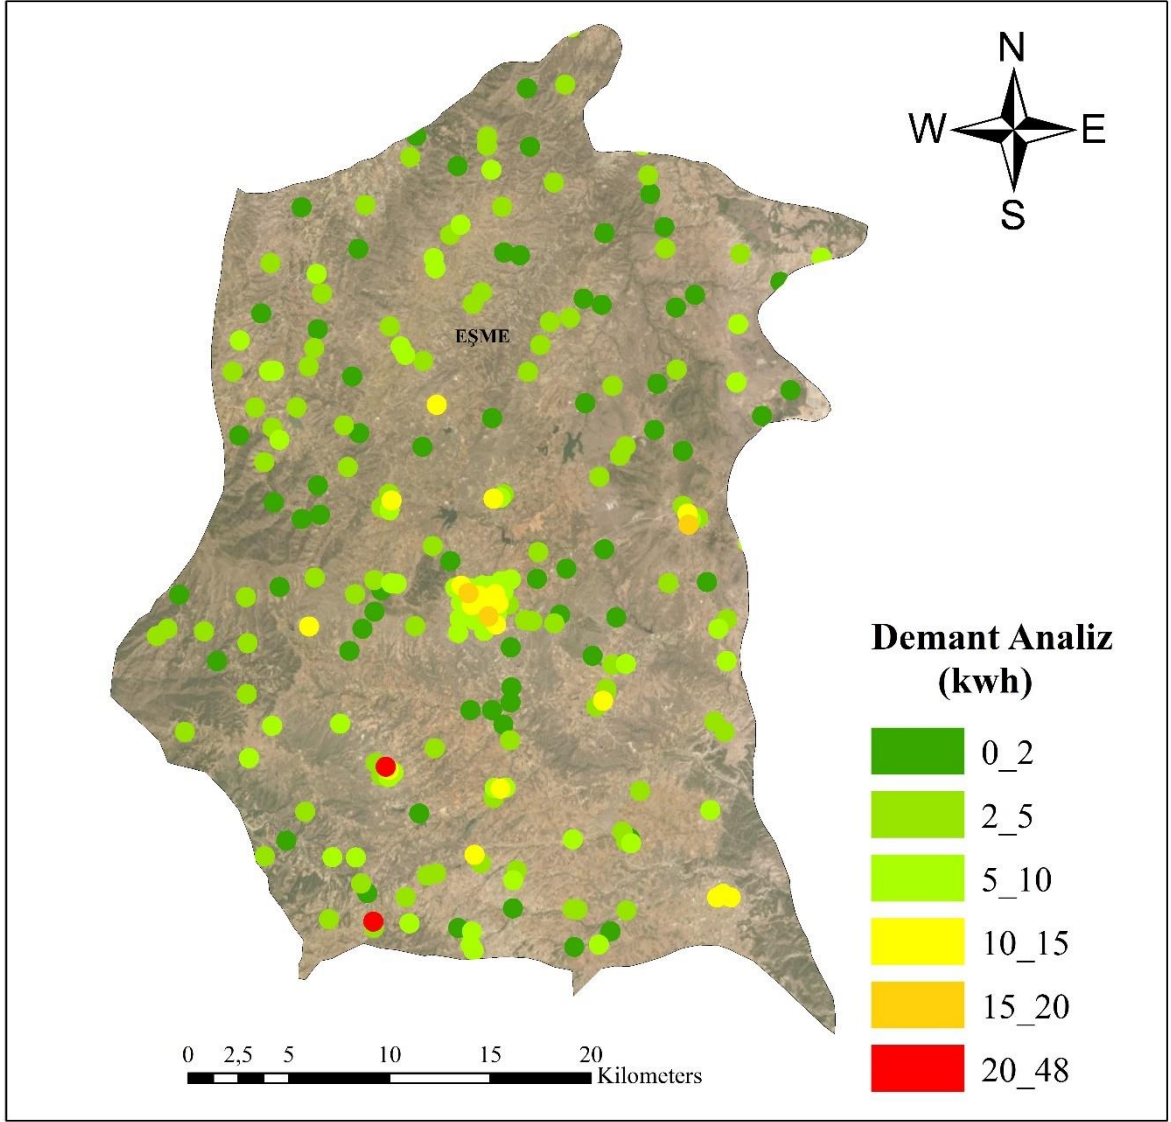 N
W E
S
EŞME
Demant Analiz
(kwh)
0_2
2_5
5_10
10_15
15_20
20_48
0 2,5 5 10 15 20
Kilometers